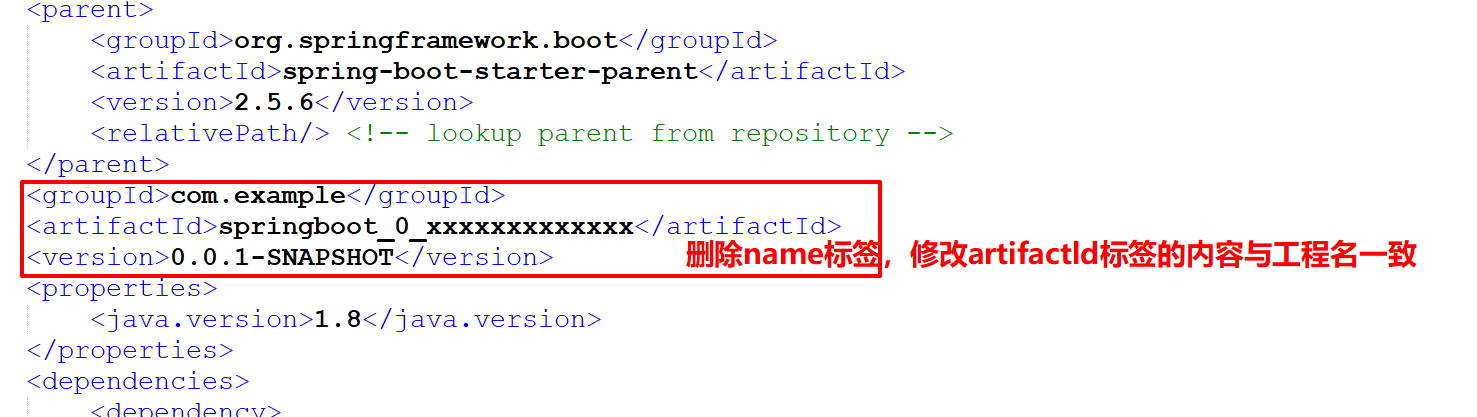 <parent>
<groupId>org.springframework.boot</groupId>
<artifactId>spring-boot-starter-parent</artifactId>
<version>2.5.6</version>
<relativePath/> <!-- lookup parent from repository -->
</parent>
<groupId>com.example</groupId>
<artifactId>springboot_0_xxxxxxxxxxxxx</artifactId>
<version>0.0.1-SNAPSHOT</version>
删除name标签，修改artifactId标签的内容与工程名一致
<properties>
<java.version>1.8</java.version>
</properties>
<dependencies>
<dependency>